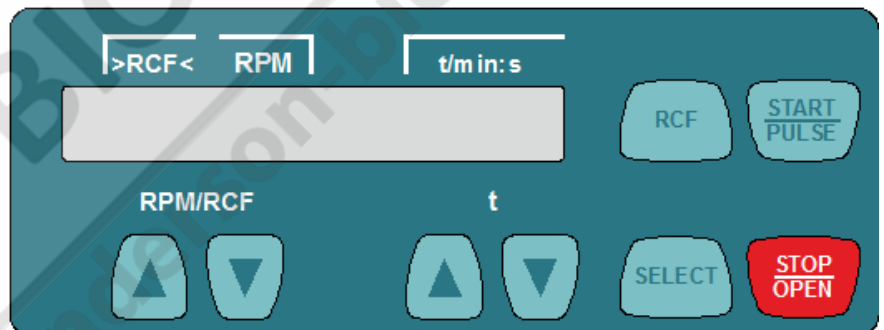 >RCF< RPM t/min:s
RCF START
PULSE
RPM/RCF t
SELECT STOP
OPEN